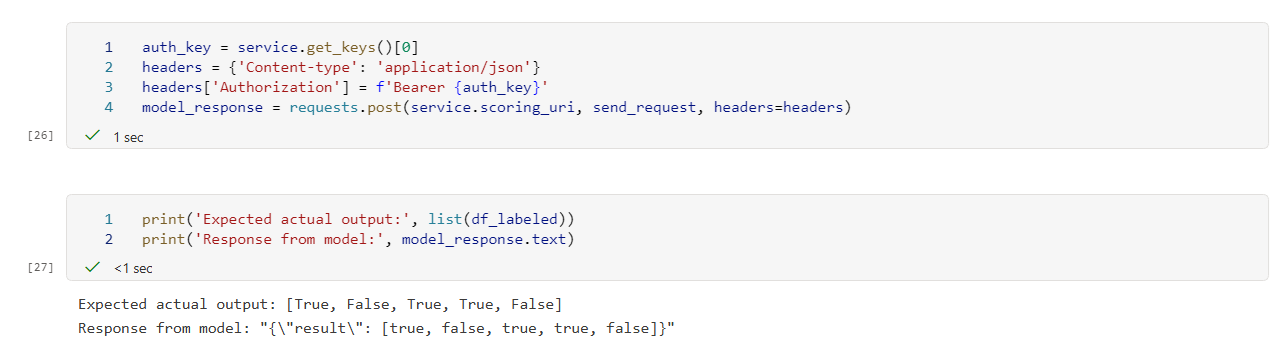 1 auth_key = service.get_keys()[0]
2 headers = {'Content-type': 'application/json'}
3 headers['Authorization'] = f'Bearer {auth_key}'
4 model_response = requests.post(service.scoring_uri, send_request, headers=headers)
[26] 1 sec
1 print('Expected actual output:', list(df_labeled))
2 print('Response from model:', model_response.text)
[27] <1 sec
Expected actual output: [True, False, True, True, False]
Response from model: "{\"result\": [true, false, true, true, false]}"